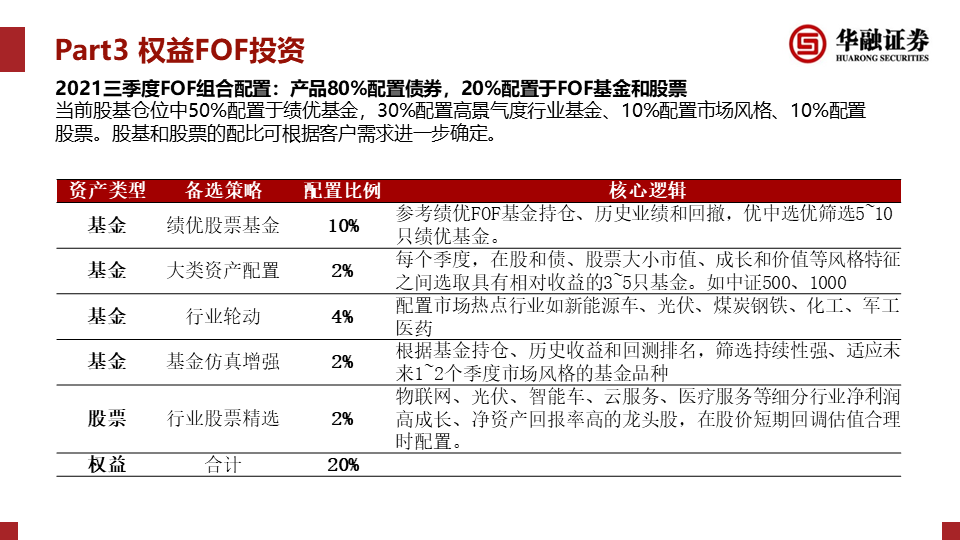 Part3 权益FOF投资
华融证券
HUARONG SECURITIES
2021三季度FOF组合配置：产品80%配置债券，20%配置于FOF基金和股票
当前股基仓位中50%配置于绩优基金，30%配置高景气度行业基金、10%配置市场风格、10%配置
股票。股基和股票的配比可根据客户需求进一步确定。
资产类型 备选策略 配置比例 核心逻辑
基金 绩优股票基金 10% 参考绩优FOF基金持仓、历史业绩和回撤，优中选优筛选5~10
只绩优基金。
基金 大类资产配置 2% 每个季度，在股和债、股票大小市值、成长和价值等风格特征
之间选取具有相对收益的3~5只基金。如中证500、1000
基金 行业轮动 4% 配置市场热点行业如新能源车、光伏、煤炭钢铁、化工、军工
医药
基金 基金仿真增强 2% 根据基金持仓、历史收益和回测排名，筛选持续性强、适应未
来1~2个季度市场风格的基金品种
股票 行业股票精选 2% 物联网、光伏、智能车、云服务、医疗服务等细分行业净利润
高成长、净资产回报率高的龙头股，在股价短期回调估值合理
时配置。
权益 合计 20%